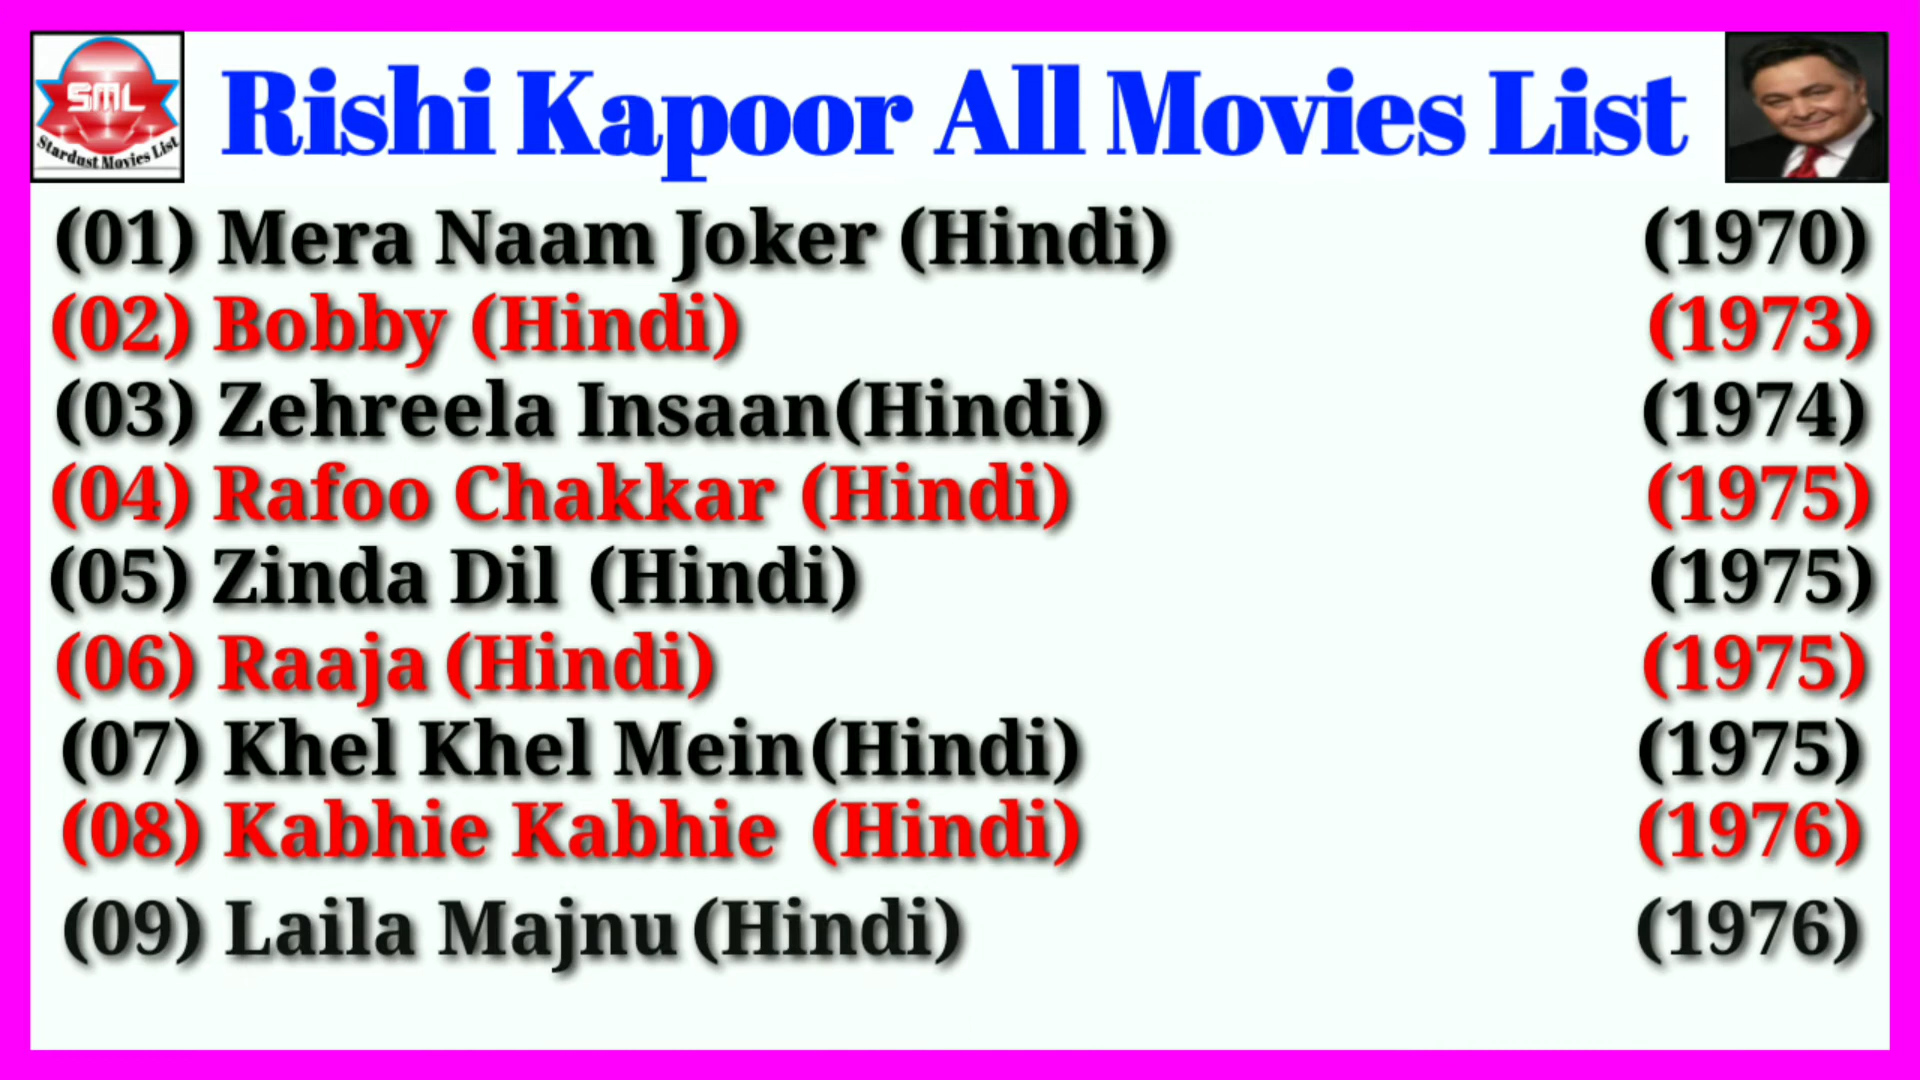 SML
Stardust Movies List
Rishi Kapoor All Movies List
(01) Mera Naam Joker (Hindi) (1970)
(02) Bobby (Hindi) (1973)
(03) Zehreela Insaan(Hindi) (1974)
(04) Rafoo Chakkar (Hindi) (1975)
(05) Zinda Dil (Hindi) (1975)
(06) Raaja (Hindi) (1975)
(07) Khel Khel Mein(Hindi) (1975)
(08) Kabhie Kabhie (Hindi) (1976)
(09) Laila Majnu (Hindi) (1976)